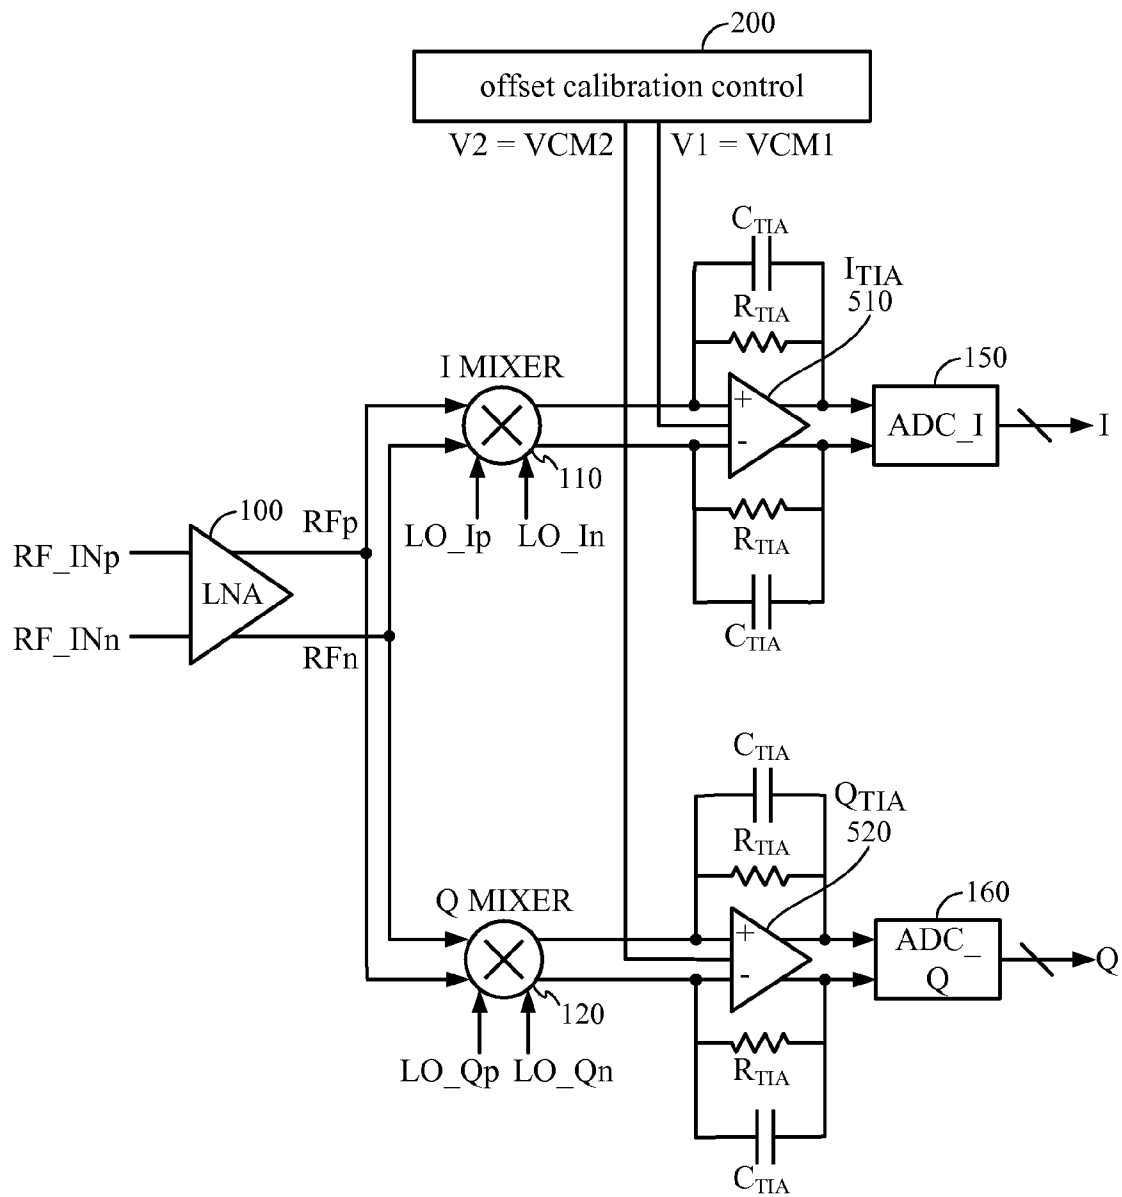 200
offset calibration control
V2 = VCM2
V1 = VCM1
CTIA
ITIA
510
RTIA
I MIXER
150
+
ADC_I
I
-
110
LO_Ip
LO_In
RTIA
CTIA
100
RFp
RF_INp
LNA
RF_INn
RFn
CTIA
QTIA
520
RTIA
Q MIXER
160
+
ADC_
Q
Q
-
120
LO_Qp
LO_Qn
RTIA
CTIA